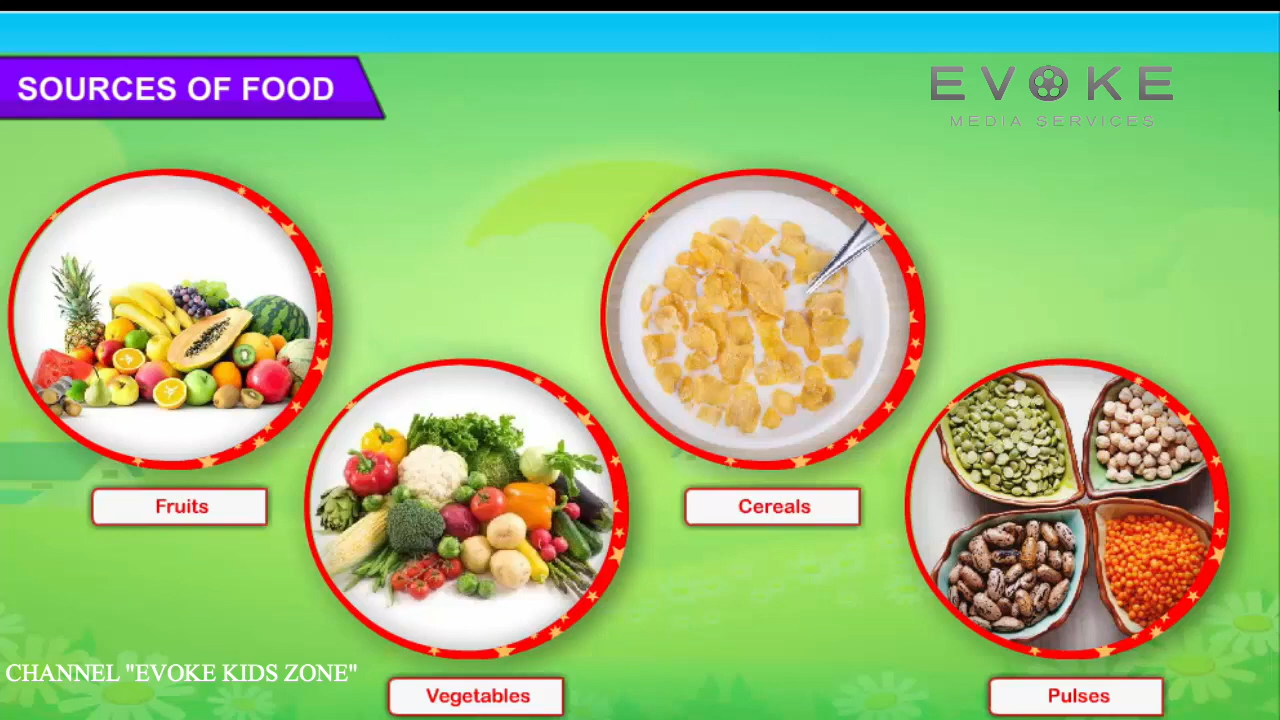 SOURCES OF FOOD
EVOKE
MEDIA SERVICES
Fruits
Cereals
Vegetables
Pulses
CHANNEL "EVOKE KIDS ZONE"